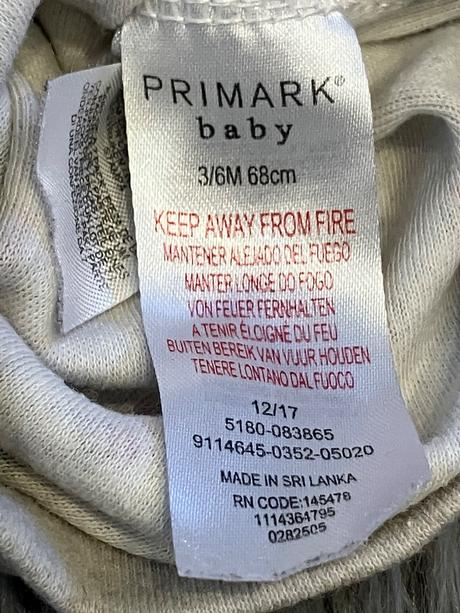 PRIMARK®
baby
3/6M 68cm
KEEP AWAY FROM FIRE
MANTENER ALEJADO DEL FUEGO
MANTER LONGE DO FOGO
VON FEUER FERNHALTEN
A TENIR ÉLOIGNÉ DU FEU
BUITEN BEREIK VAN VUUR HOUDEN
TENERE LONTANO DAL FUOCO
12/17
5180-083865
9114645-0352-05020
MADE IN SRI LANKA
RN CODE:145478
1114364795
0282505